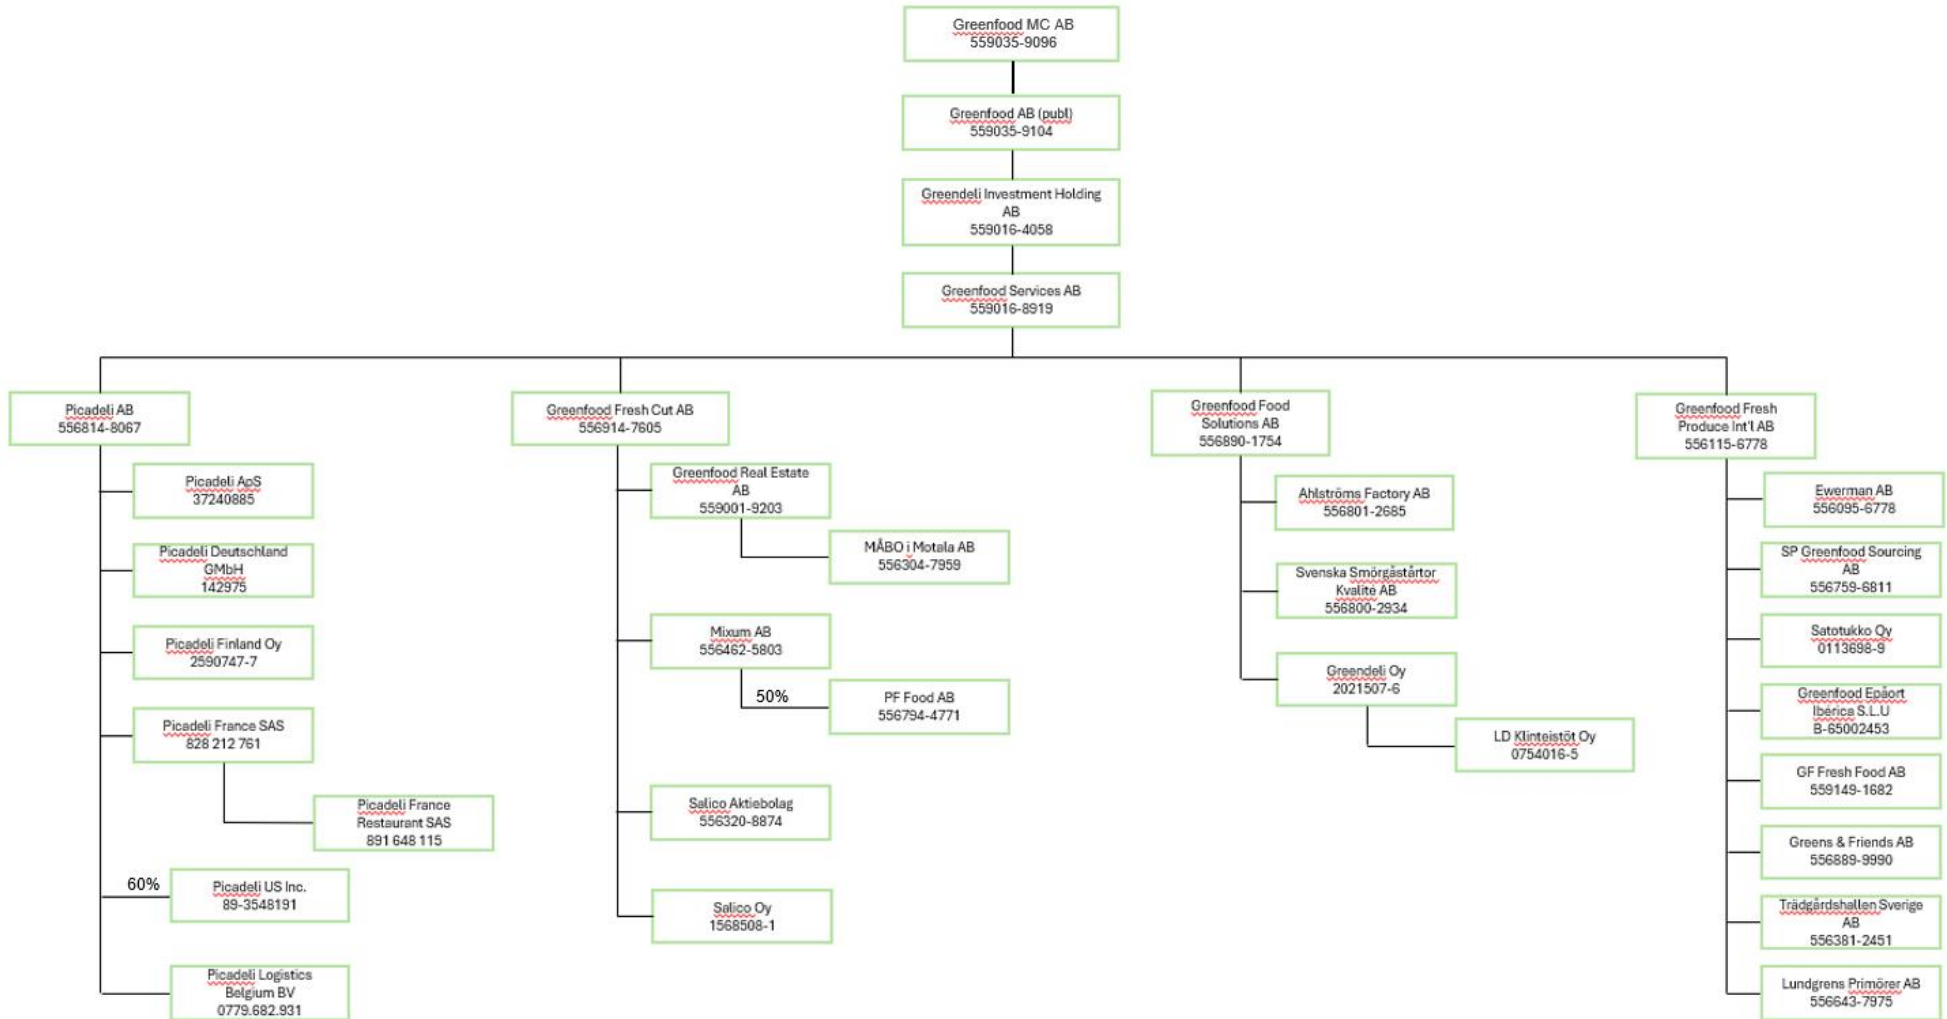 Greenfood MC AB
559035-9096
Greenfood AB (publ)
559035-9104
Greendeli Investment Holding
AB
559016-4058
Greenfood Services AB
559016-8919
Picadeli AB
556814-8067
Picadeli ApS
37240885
Picadeli Deutschland
GMbH
142975
Picadeli Finland Oy
2590747-7
Picadeli France SAS
828 212 761
Picadeli France
Restaurant SAS
891 648 115
60%
Picadeli US Inc.
89-3548191
Picadeli Logistics
Belgium BV
0779.682.931
Greenfood Fresh Cut AB
556914-7605
Greenfood Real Estate
AB
559001-9203
MÅBO i Motala AB
556304-7959
Mixum AB
556462-5803
50%
PF Food AB
556794-4771
Salico Aktiebolag
556320-8874
Salico Oy
1568508-1
Greenfood Food
Solutions AB
556890-1754
Ahlströms Factory AB
556801-2685
Svenska Smörgåstårtor
Kvalité AB
556800-2934
Greendeli Oy
2021507-6
LD Klinteistöt Oy
0754016-5
Greenfood Fresh
Produce Int'l AB
556115-6778
Ewerman AB
556095-6778
SP Greenfood Sourcing
AB
556759-6811
Satotukko Oy
0113698-9
Greenfood Epåort
Ibérica S.L.U
B-65002453
GF Fresh Food AB
559149-1682
Greens & Friends AB
556889-9990
Trädgårdshallen Sverige
AB
556381-2451
Lundgrens Primörer AB
556643-7975